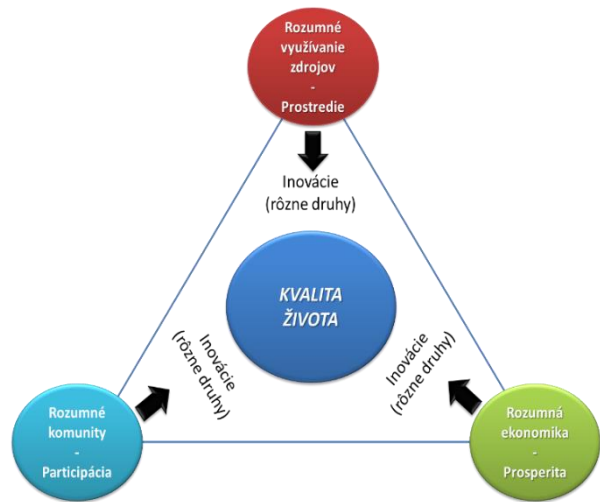 Rozumné
využívanie
zdrojov
-
Prostredie
Inovácie
(rôzne druhy)
KVALITA
ŽIVOTA
Inovácie
(rôzne druhy)
Inovácie
(rôzne druhy)
Rozumné
komunity
-
Participácia
Rozumná
ekonomika
-
Prosperita